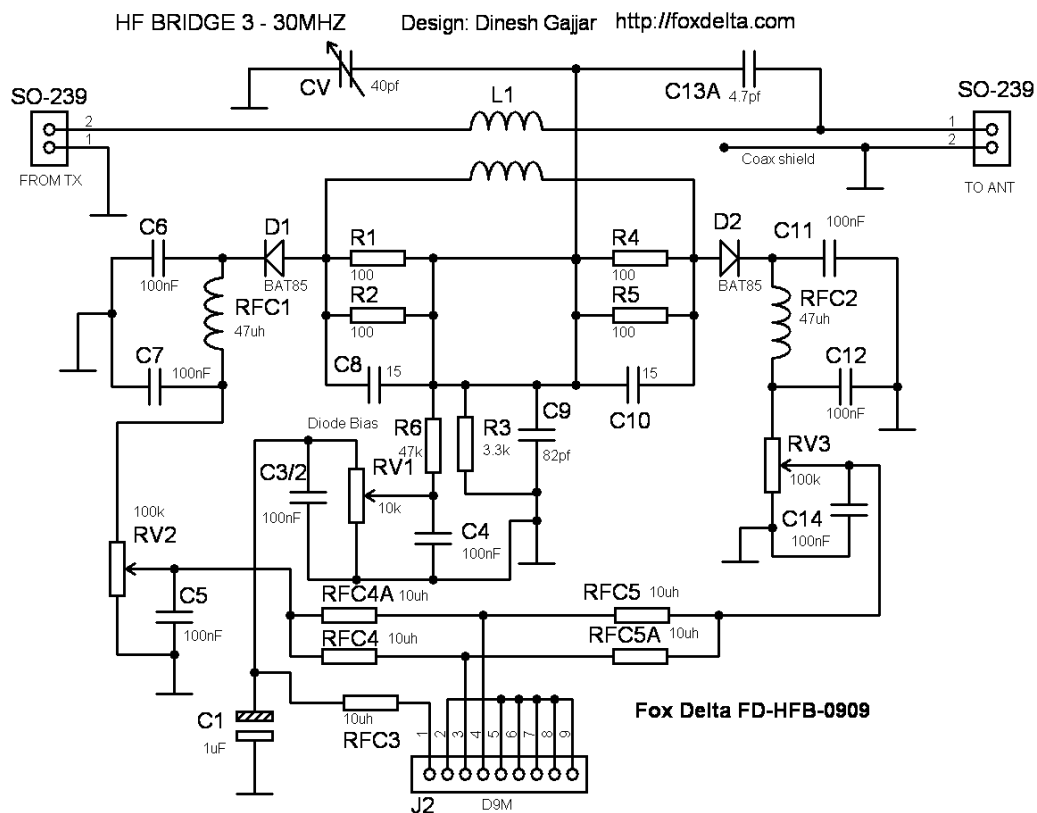 HF BRIDGE 3 - 30MHZ Design: Dinesh Gajjar http://foxdelta.com
CV 40pf
C13A
4.7pf
SO-239
2
1
FROM TX
L1
SO-239
1
2
TO ANT
Coax shield
C6
100nF
D1
BAT85
R1
100
R4
100
D2
BAT85
C11
100nF
RFC1
47uh
R2
100
R5
100
RFC2
47uh
C7
100nF
C8
15
15
C10
C12
100nF
Diode Bias
R6
47k
R3
3.3k
C9
82pf
RV3
100k
C3/2
100nF
RV1
10k
C4
100nF
C14
100nF
100k
RV2
C5
100nF
RFC4A 10uh
RFC5 10uh
RFC4 10uh
RFC5A 10uh
C1
1uF
10uh
RFC3
1
2
3
4
5
6
7
8
9
Fox Delta FD-HFB-0909
J2
D9M